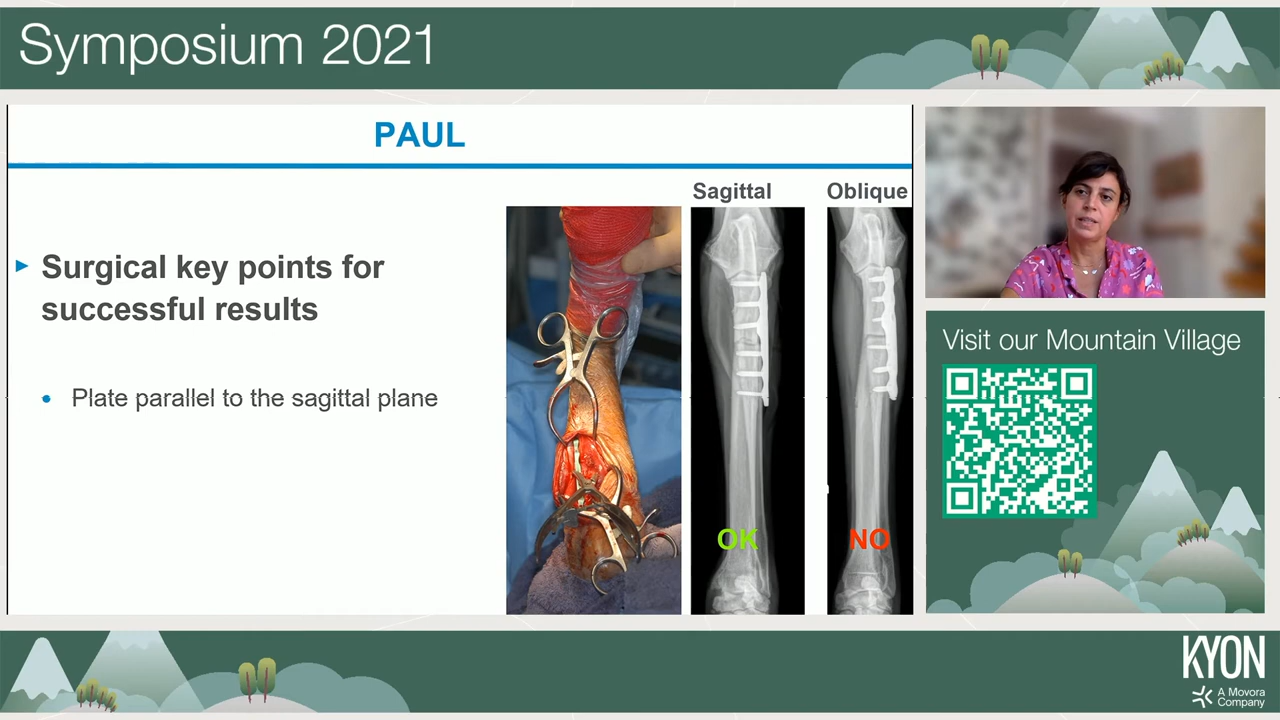 Symposium 2021
PAUL
Sagittal
Oblique
Surgical key points for
successful results
Plate parallel to the sagittal plane
OK
NO
Visit our Mountain Village
KYON
A Movora
Company